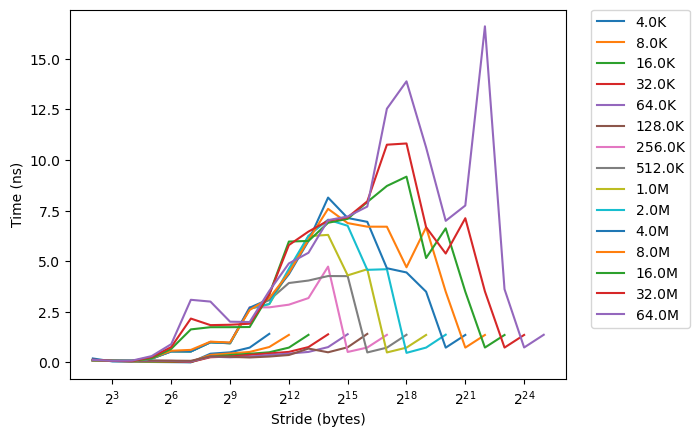 15.0
12.5
10.0
7.5
5.0
2.5
0.0
Time (ns)
2^3 2^6 2^9 2^12 2^15 2^18 2^21 2^24
Stride (bytes)
4.0K
8.0K
16.0K
32.0K
64.0K
128.0K
256.0K
512.0K
1.0M
2.0M
4.0M
8.0M
16.0M
32.0M
64.0M